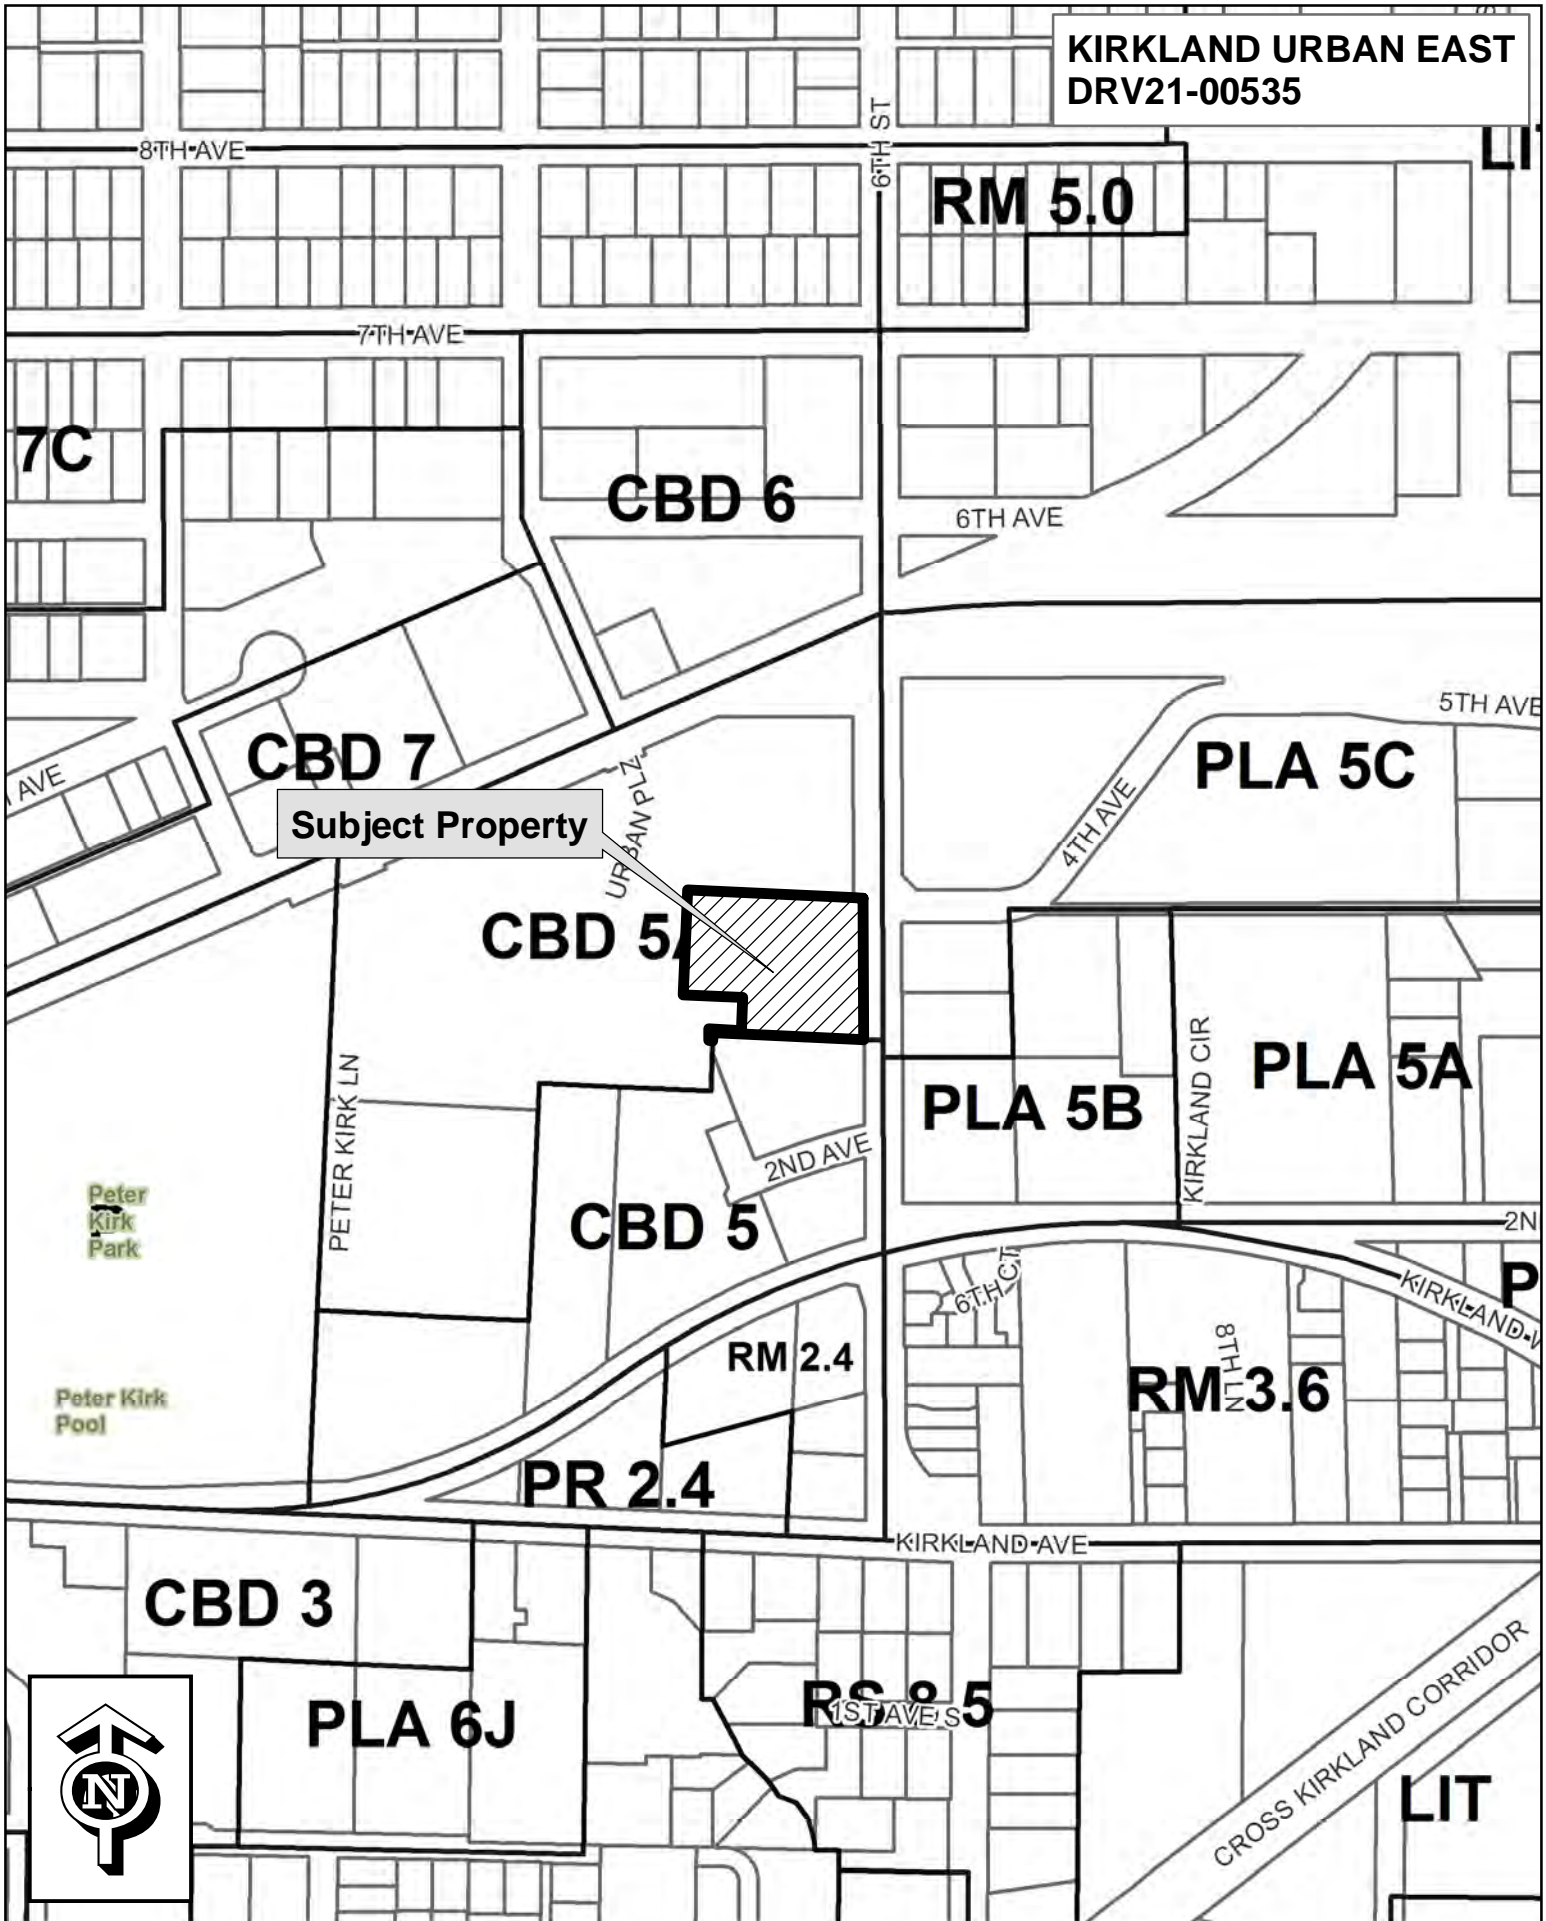 KIRKLAND URBAN EAST
DRV21-00535
8TH AVE
6TH ST
RM 5.0
7TH AVE
7C
CBD 6
6TH AVE
5TH AVE
CBD 7
PLA 5C
AVE
URBAN PLZ
Subject Property
4TH AVE
CBD 5
PETER KIRK LN
KIRKLAND CIR
PLA 5A
PLA 5B
2ND AVE
Peter
Kirk
Park
CBD 5
2N
6TH CT
P
KIRKLAND
RM 2.4
8TH LN
RM 3.6
Peter Kirk
Pool
PR 2.4
KIRKLAND AVE
CBD 3
RS 8.5
1ST AVE S
PLA 6J
CROSS KIRKLAND CORRIDOR
N
LIT